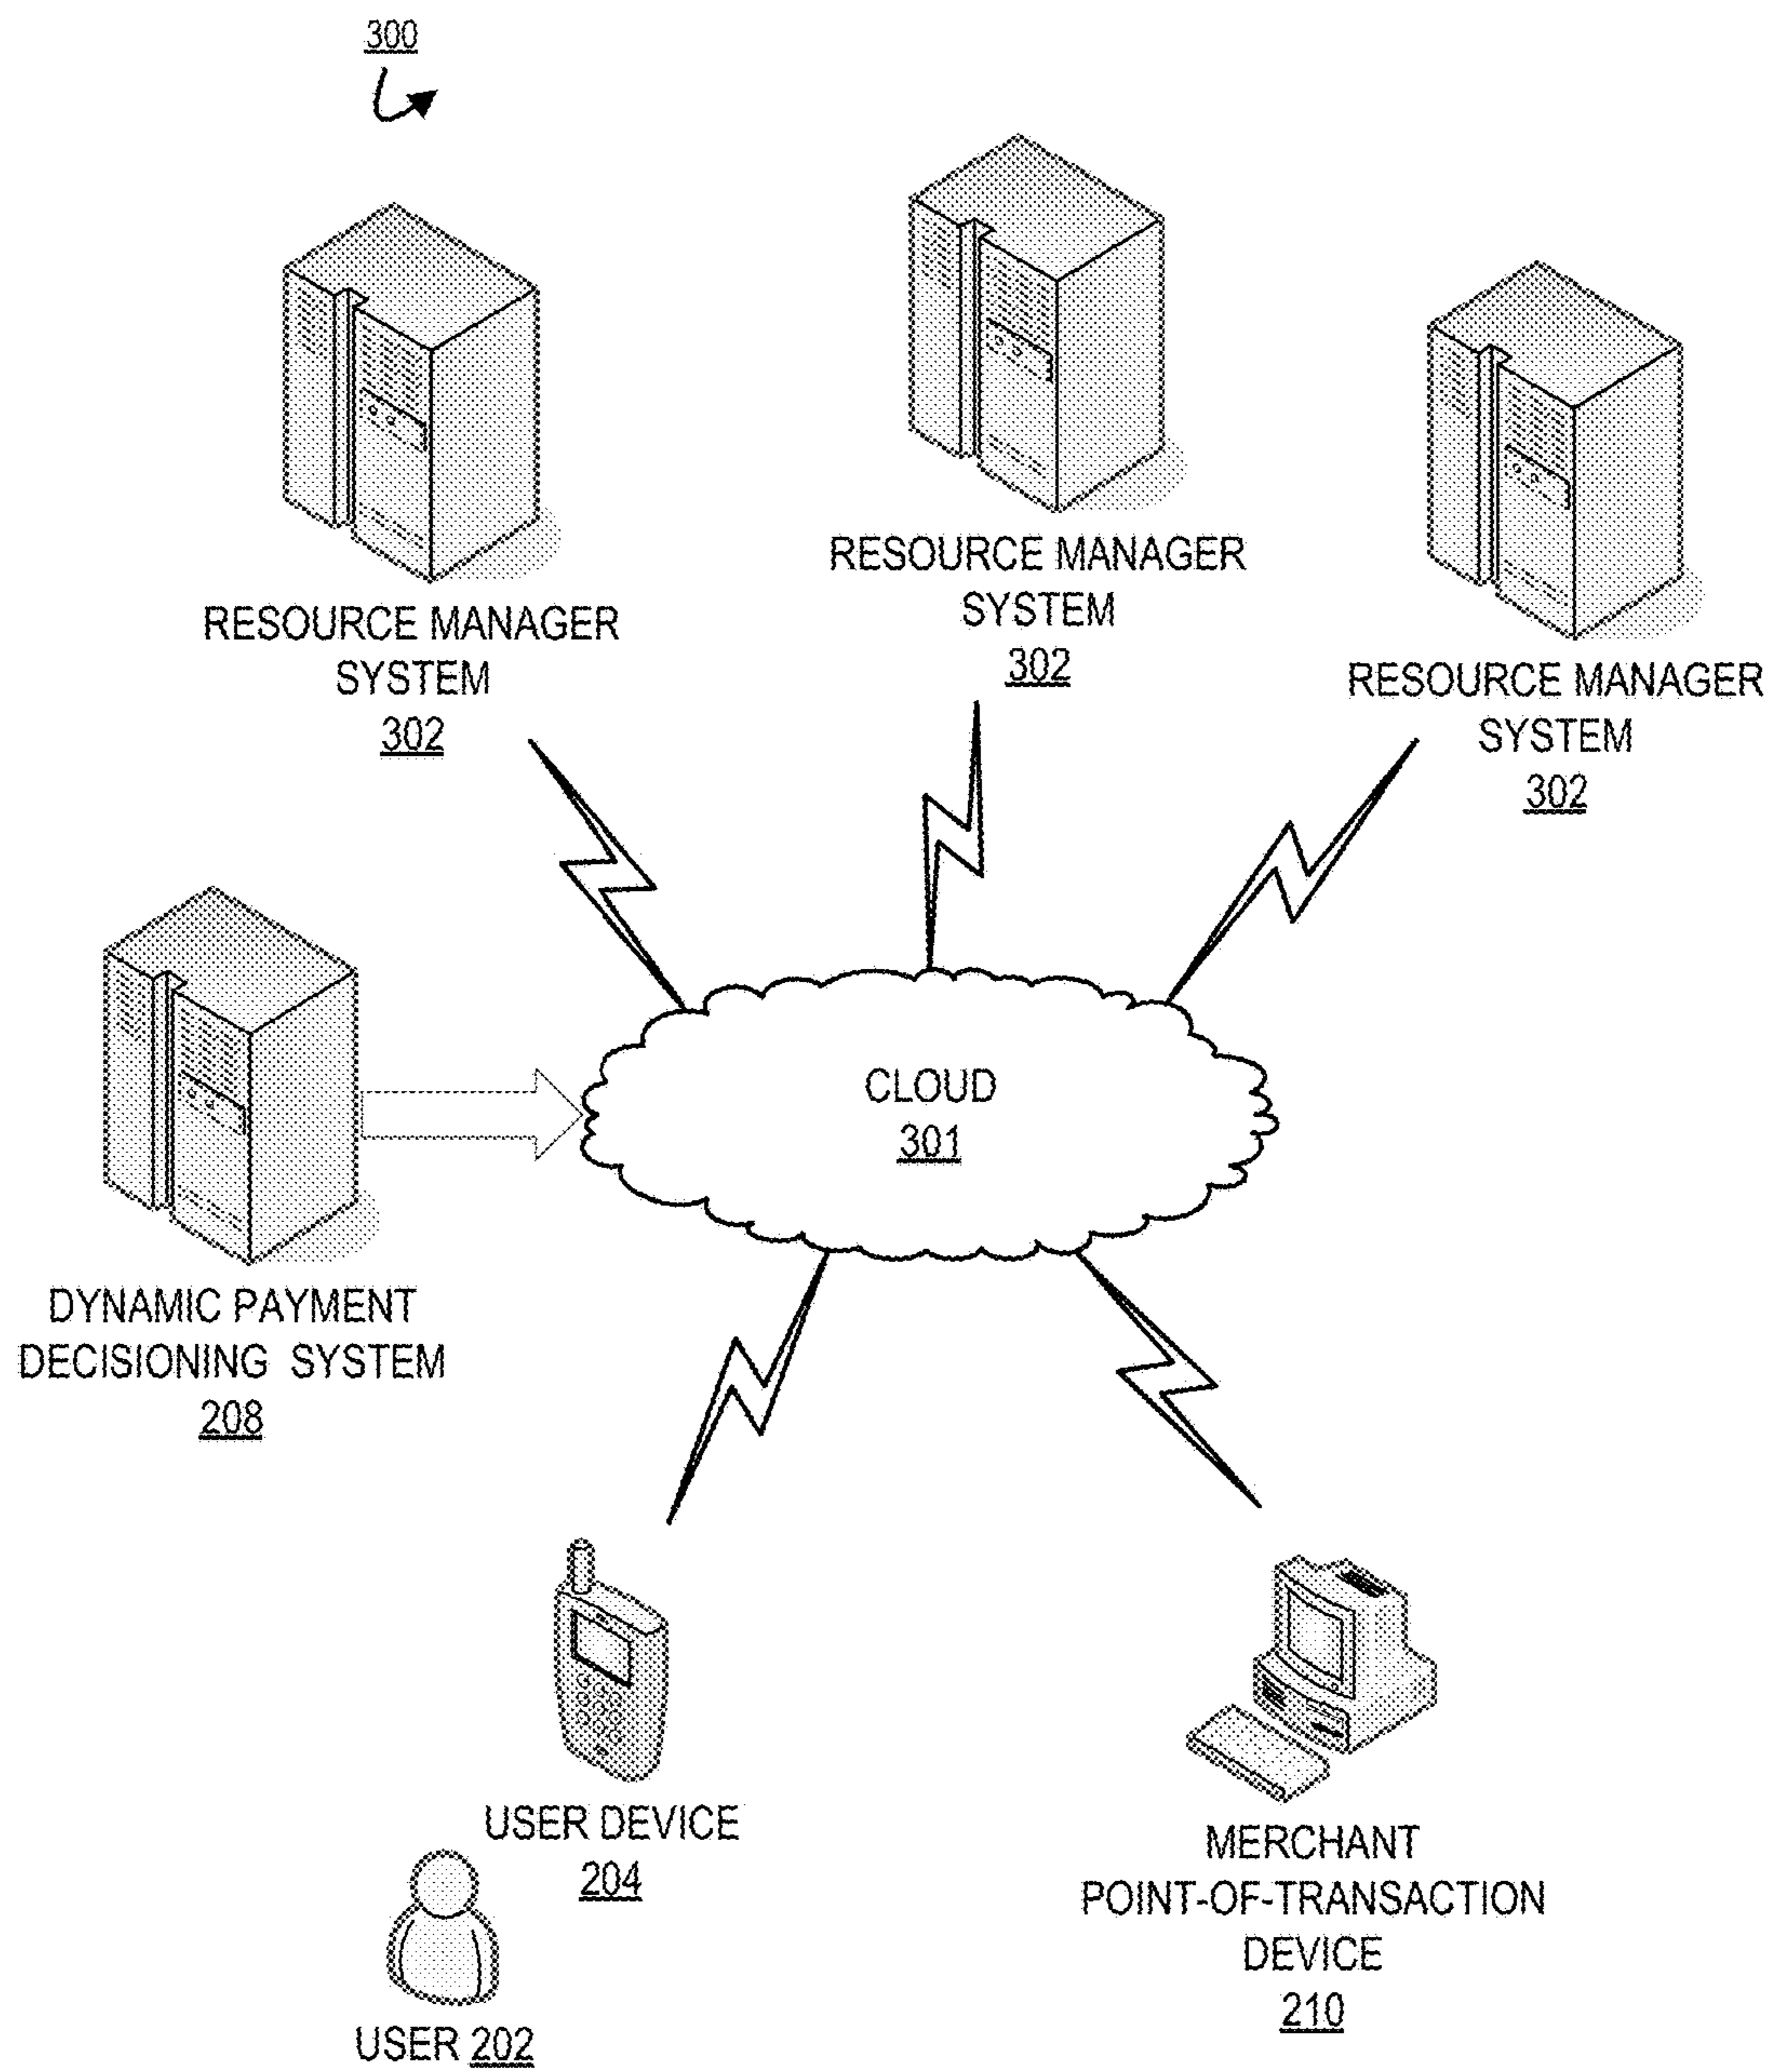 300
RESOURCE MANAGER
SYSTEM
302
RESOURCE MANAGER
SYSTEM
302
RESOURCE MANAGER
SYSTEM
302
CLOUD
301
DYNAMIC PAYMENT
DECISIONING SYSTEM
208
USER DEVICE
204
USER 202
MERCHANT
POINT-OF-TRANSACTION
DEVICE
210